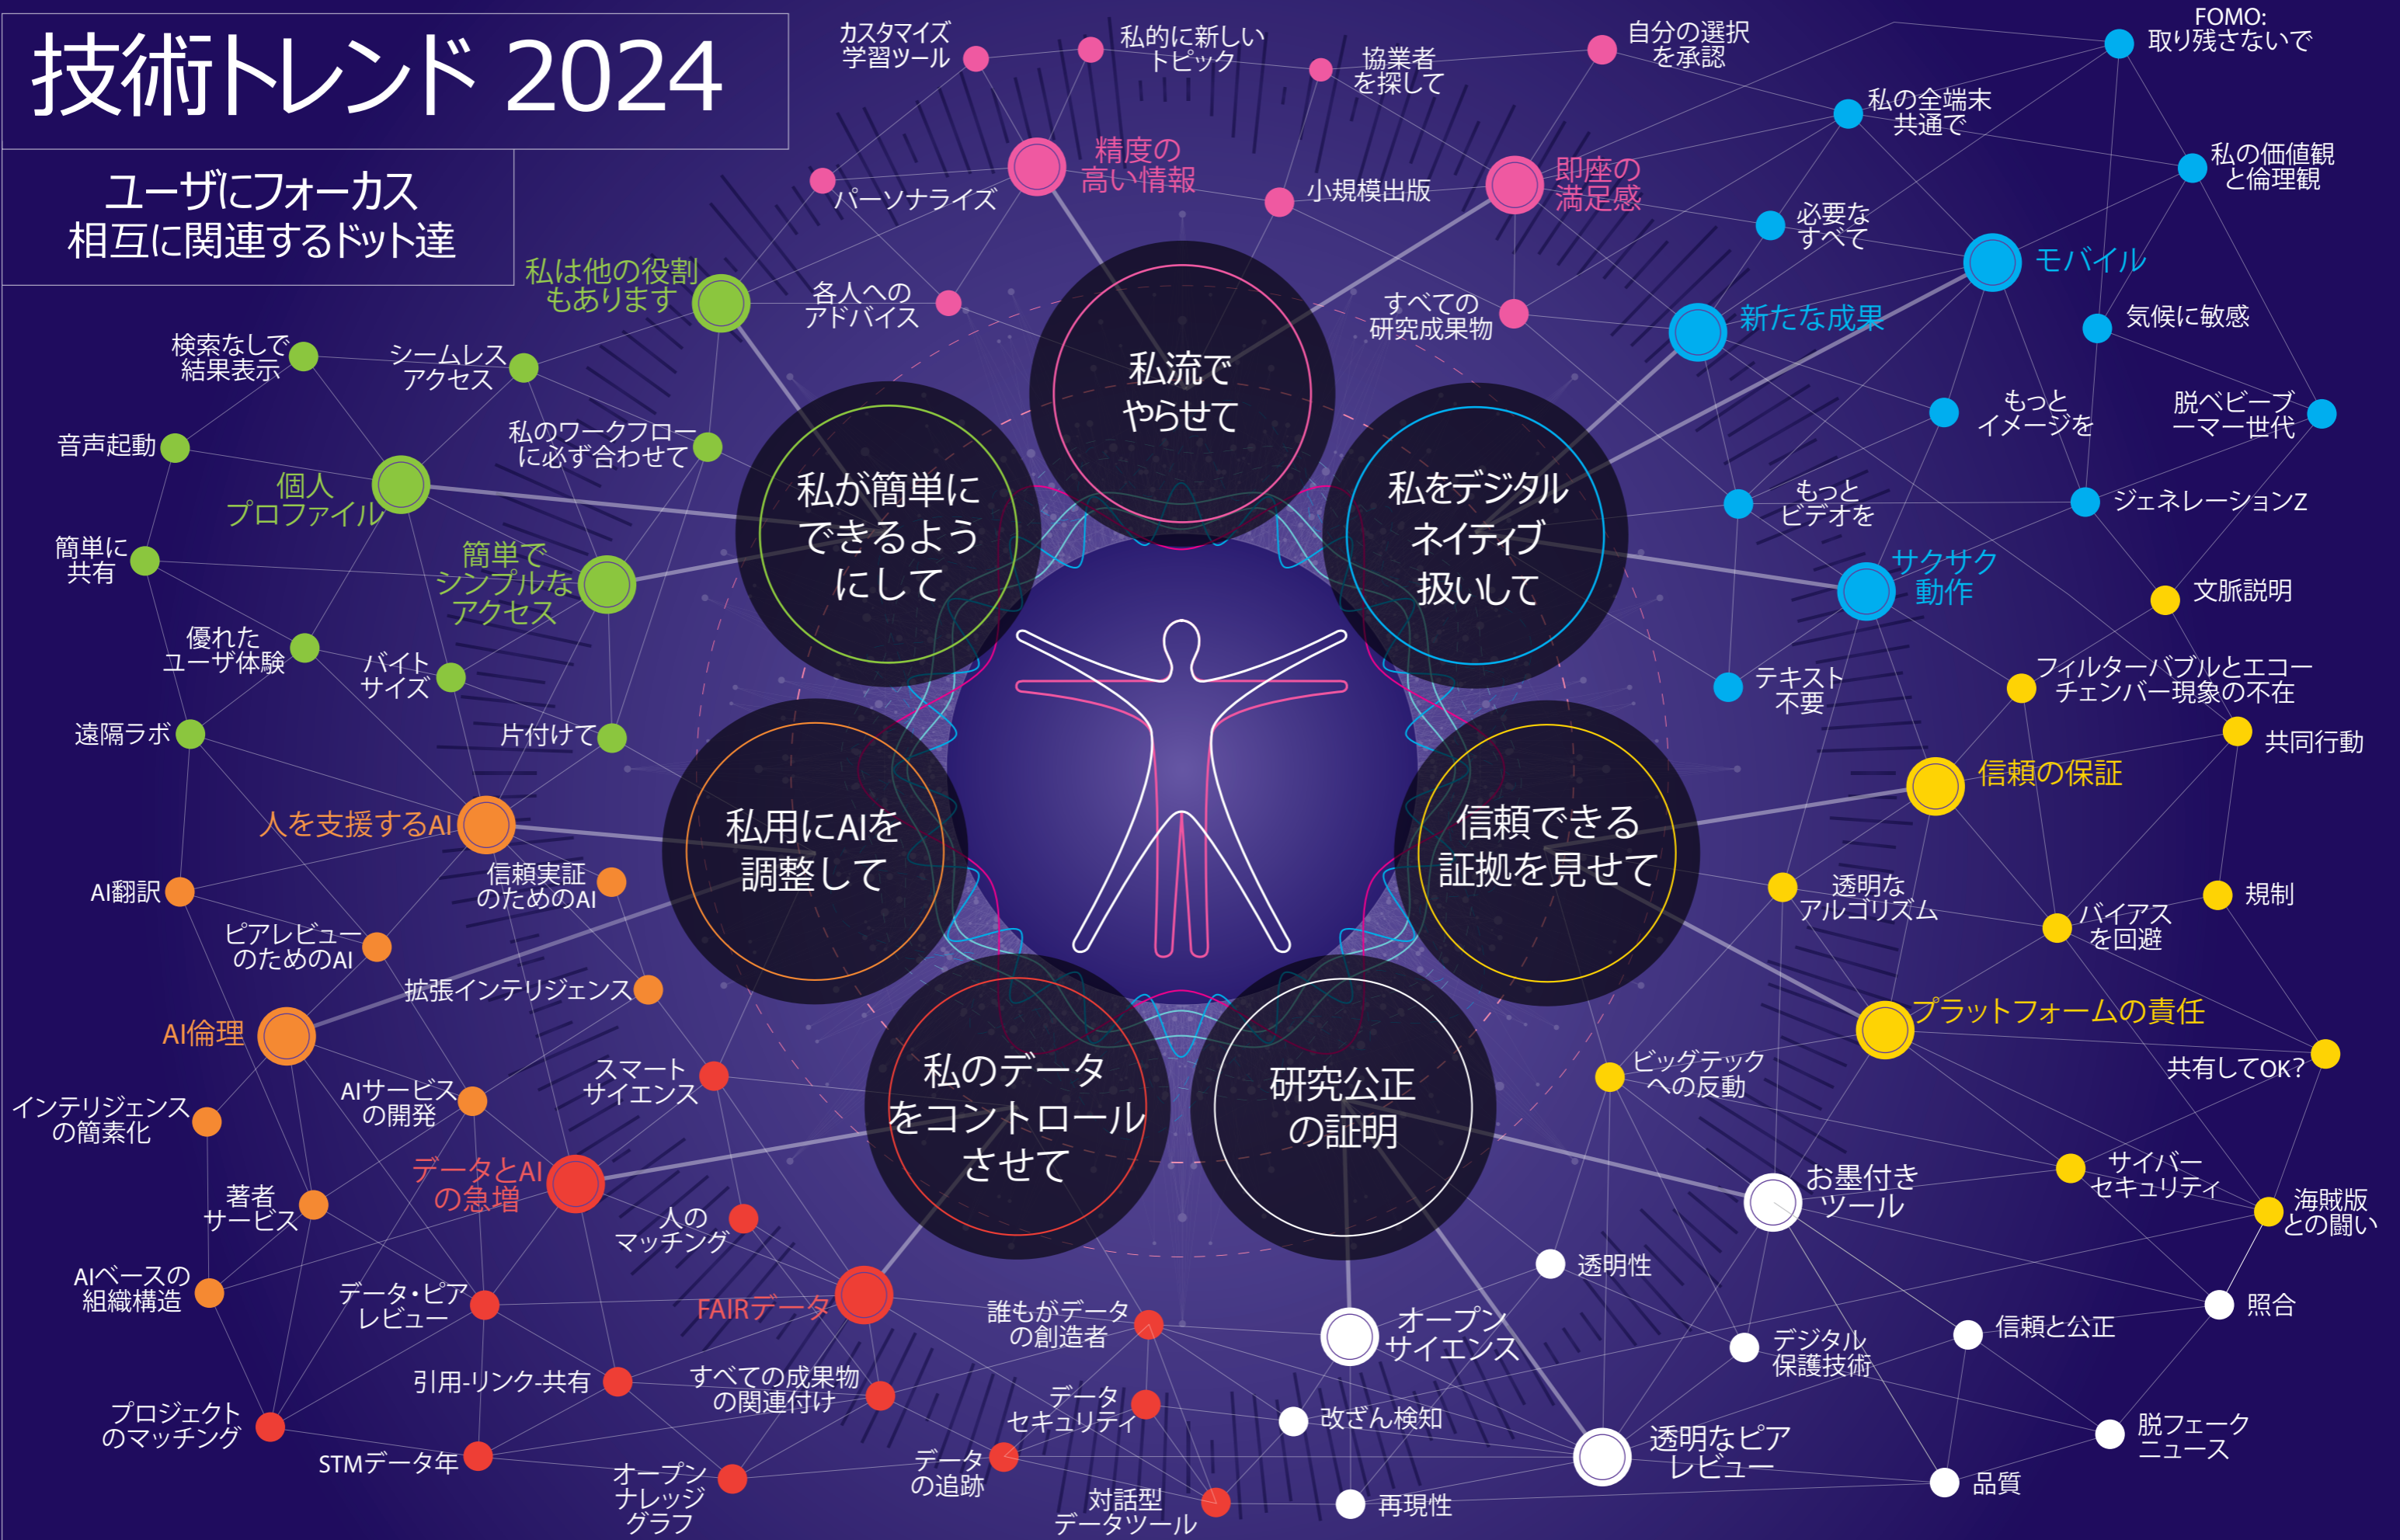 技術トレンド 2024
ユーザにフォーカス
相互に関連するドット達
カスタマイズ
学習ツール
私的に新しい
トピック
協業者
を探して
自分の選択
を承認
FOMO:
取り残さないで
私の全端末
共通で
私の価値観
と倫理観
精度の
高い情報
パーソナライズ
小規模出版
即座の
満足感
必要な
すべて
モバイル
私は他の役割
もあります
各人への
アドバイス
すべての
研究成果物
新たな成果
気候に敏感
検索なしで
結果表示
シームレス
アクセス
私流で
やらせて
もっと
イメージを
脱ベビーブ
ーマー世代
音声起動
私のワークフロー
に必ず合わせて
個人
プロファイル
私が簡単に
できるよう
にして
私をデジタル
ネイティブ
扱いして
もっと
ビデオを
ジェネレーションZ
簡単に
共有
簡単で
シンプルな
アクセス
サクサク
動作
文脈説明
優れた
ユーザ体験
バイト
サイズ
テキスト
不要
フィルターバブルとエコー
チェンバー現象の不在
遠隔ラボ
片付けて
共同行動
信頼の保証
人を支援するAI
私用にAIを
調整して
信頼できる
証拠を見せて
AI翻訳
信頼実証
のためのAI
透明な
アルゴリズム
規制
バイアス
を回避
ピアレビュー
のためのAI
拡張インテリジェンス
AI倫理
プラットフォームの責任
スマート
サイエンス
私のデータ
をコントロール
させて
研究公正
の証明
ビッグテック
への反動
共有してOK?
インテリジェンス
の簡素化
AIサービス
の開発
データとAI
の急増
お墨付き
ツール
サイバー
セキュリティ
著者
サービス
人の
マッチング
海賊版
との闘い
AIベースの
組織構造
データ・ピア
レビュー
FAIRデータ
誰もがデータ
の創造者
透明性
オープン
サイエンス
照合
信頼と公正
デジタル
保護技術
引用-リンク-共有
すべての成果物
の関連付け
データ
セキュリティ
改ざん検知
プロジェクト
のマッチング
STMデータ年
オープン
ナレッジ
グラフ
データ
の追跡
対話型
データツール
再現性
透明なピア
レビュー
脱フェーク
ニュース
品質